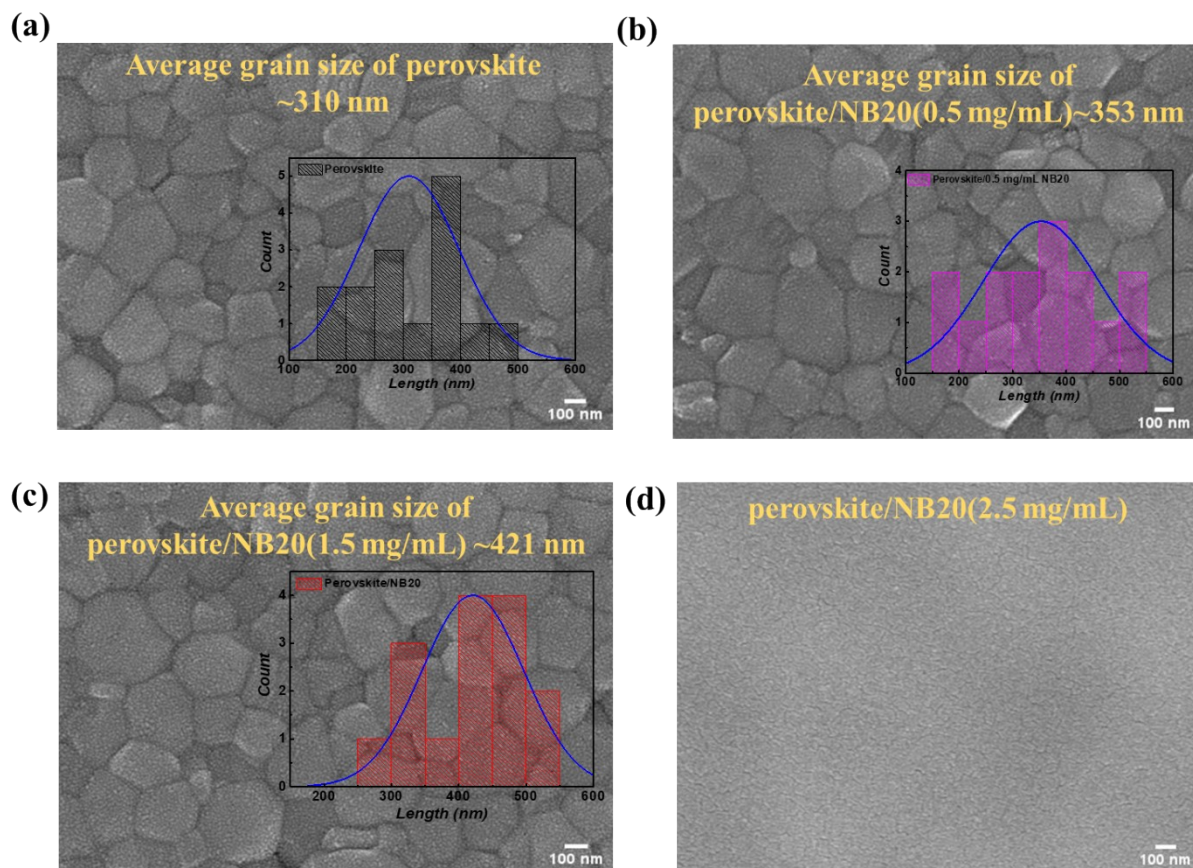 (a)
Average grain size of perovskite
~310 nm
Perovskite
5
4
3
2
1
0
Count
100 200 300 400 500 600
Length (nm)
100 nm
(b)
Average grain size of
perovskite/NB20(0.5 mg/mL)~353 nm
Perovskite/0.5 mg/mL NB20
4
3
2
1
0
Count
100 200 300 400 500 600
Length (nm)
100 nm
(c)
Average grain size of
perovskite/NB20(1.5 mg/mL) ~421 nm
Perovskite/NB20
4
3
2
1
0
Count
200 300 400 500 600
Length (nm)
100 nm
(d)
perovskite/NB20(2.5 mg/mL)
100 nm